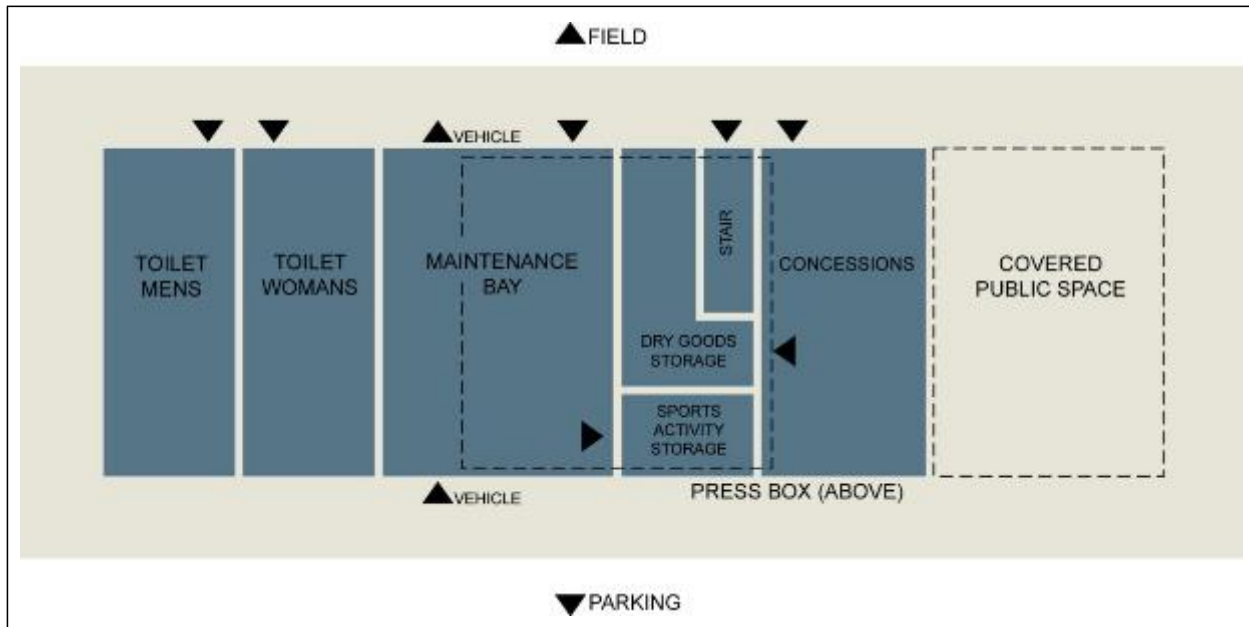 FIELD
VEHICLE
TOILET
MENS
TOILET
WOMANS
MAINTENANCE
BAY
STAIR
CONCESSIONS
COVERED
PUBLIC SPACE
DRY GOODS
STORAGE
SPORTS
ACTIVITY
STORAGE
VEHICLE
PRESS BOX (ABOVE)
PARKING